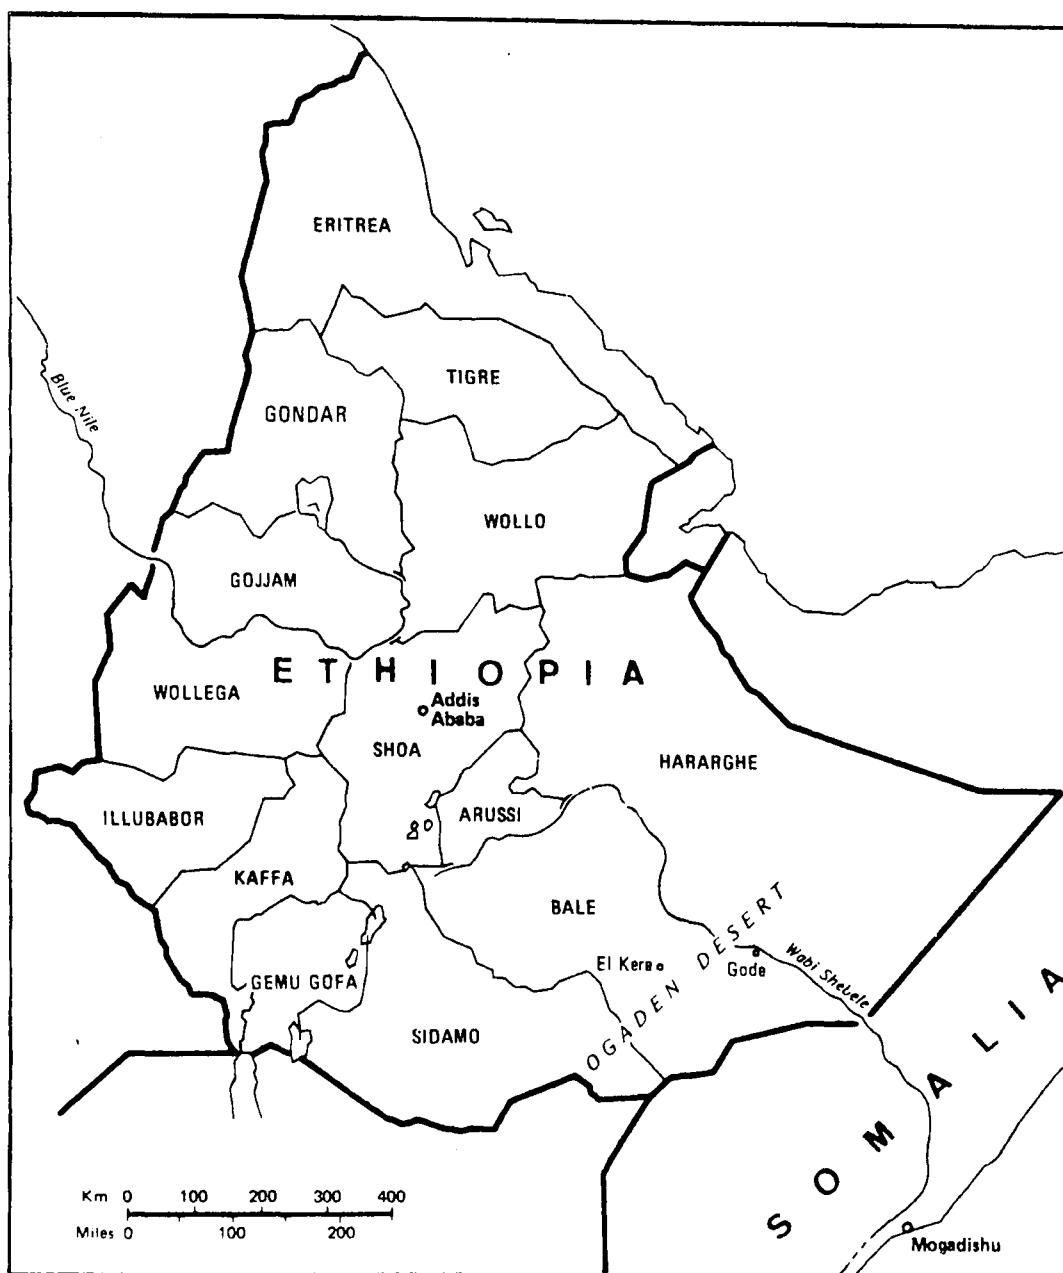 ERITREA
TIGRE
Blue Nile
GONDAR
WOLLO
GOJJAM
ETHIOPIA
WOLLEGA
Addis
Ababa
SHOA
HARARGHE
ILLUBABOR
ARUSSI
KAFFA
BALE
OGADEN DESERT
El Kere
Gode
Wabi Shebele
GEMU GOFA
SIDAMO
SOMALIA
Km 0 100 200 300 400
Miles 0 100 200
Mogadishu